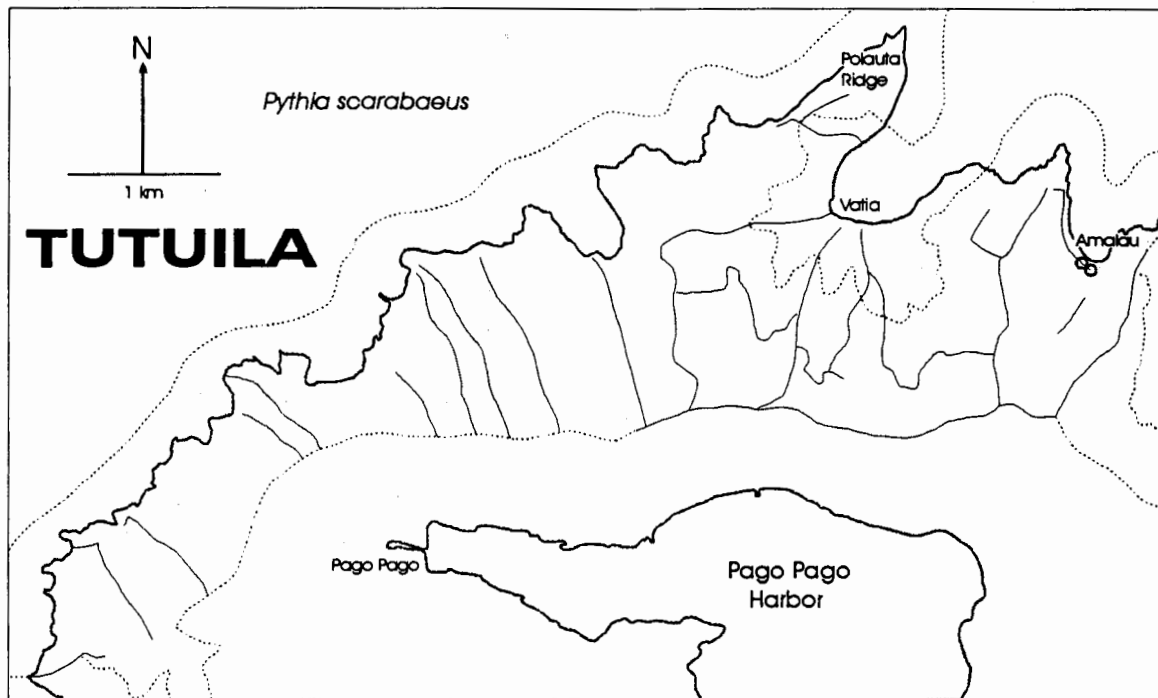 N
Pythia scarabaeus
1 km
TUTUILA
Polauta
Ridge
Vatia
Amalau
Pago Pago
Pago Pago
Harbor